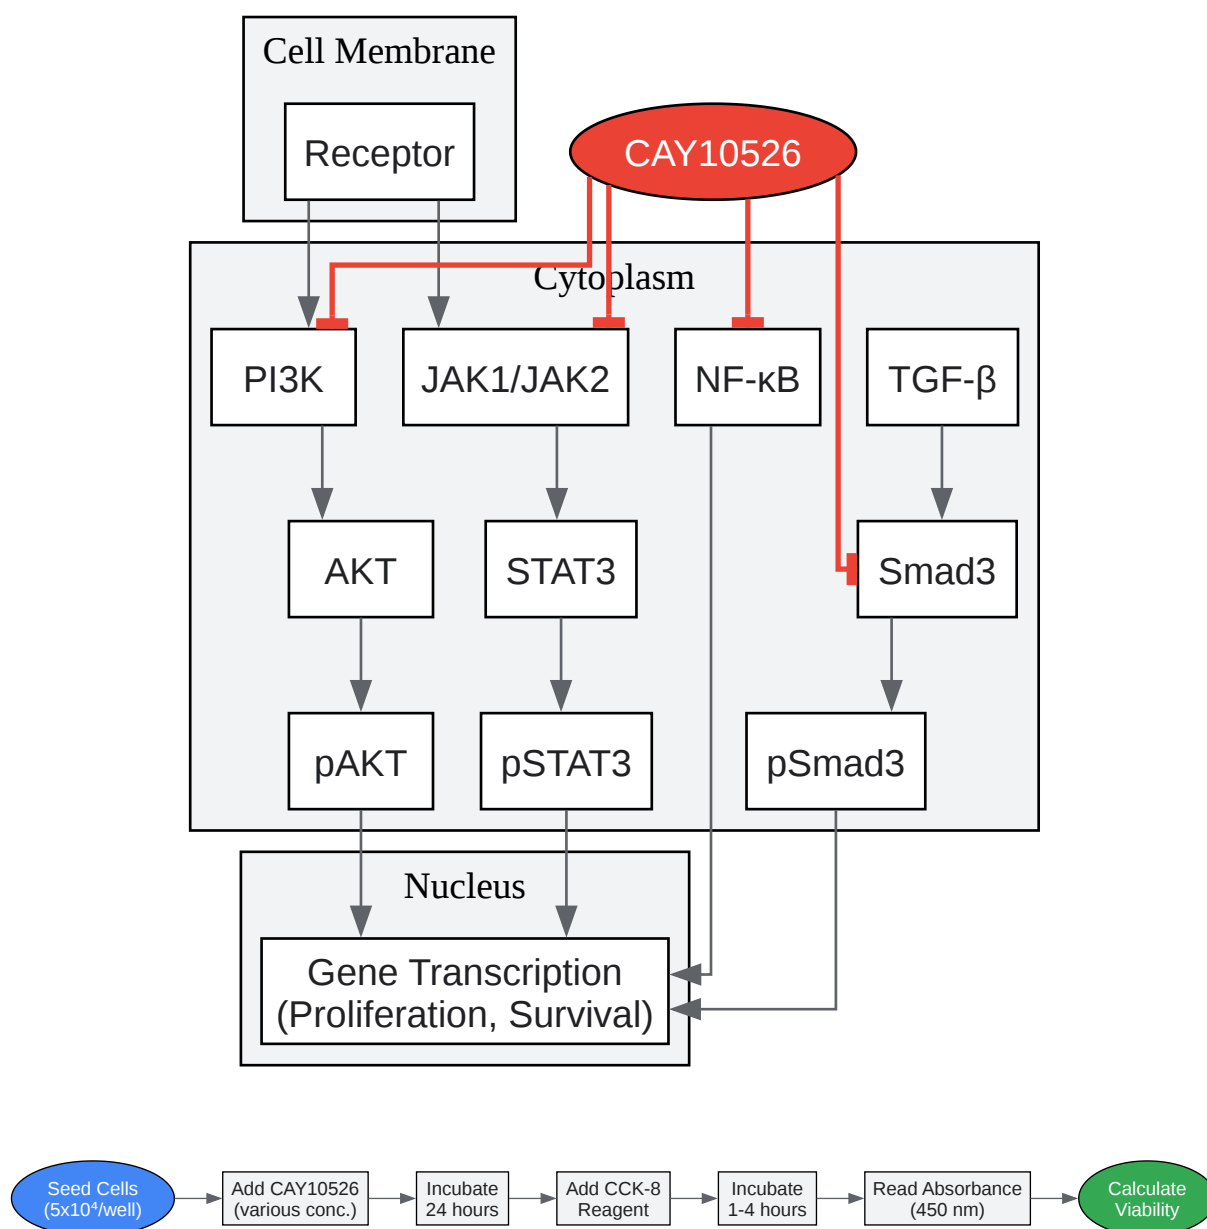 Cell Membrane
Receptor
CAY10526
Cytoplasm
PI3K
JAK1/JAK2
NF-κB
TGF-β
AKT
STAT3
Smad3
pAKT
pSTAT3
pSmad3
Nucleus
Gene Transcription
(Proliferation, Survival)
Seed Cells
(5x10⁴/well)
Add CAY10526
(various conc.)
Incubate
24 hours
Add CCK-8
Reagent
Incubate
1-4 hours
Read Absorbance
(450 nm)
Calculate
Viability